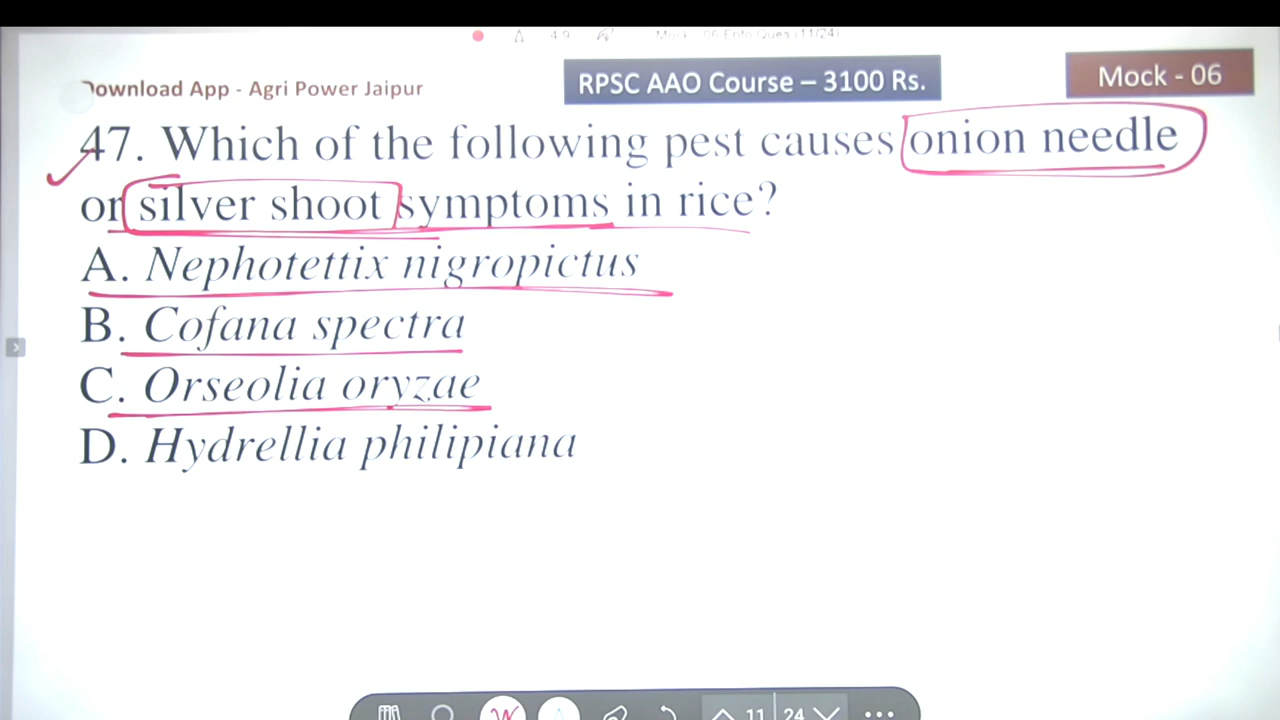 Download App - Agri Power Jaipur
RPSC AAO Course – 3100 Rs.
Mock - 06
47. Which of the following pest causes onion needle
or silver shoot symptoms in rice?
A. Nephotettix nigropictus
B. Cofana spectra
C. Orseolia oryzae
D. Hydrellia philipiana
11 24